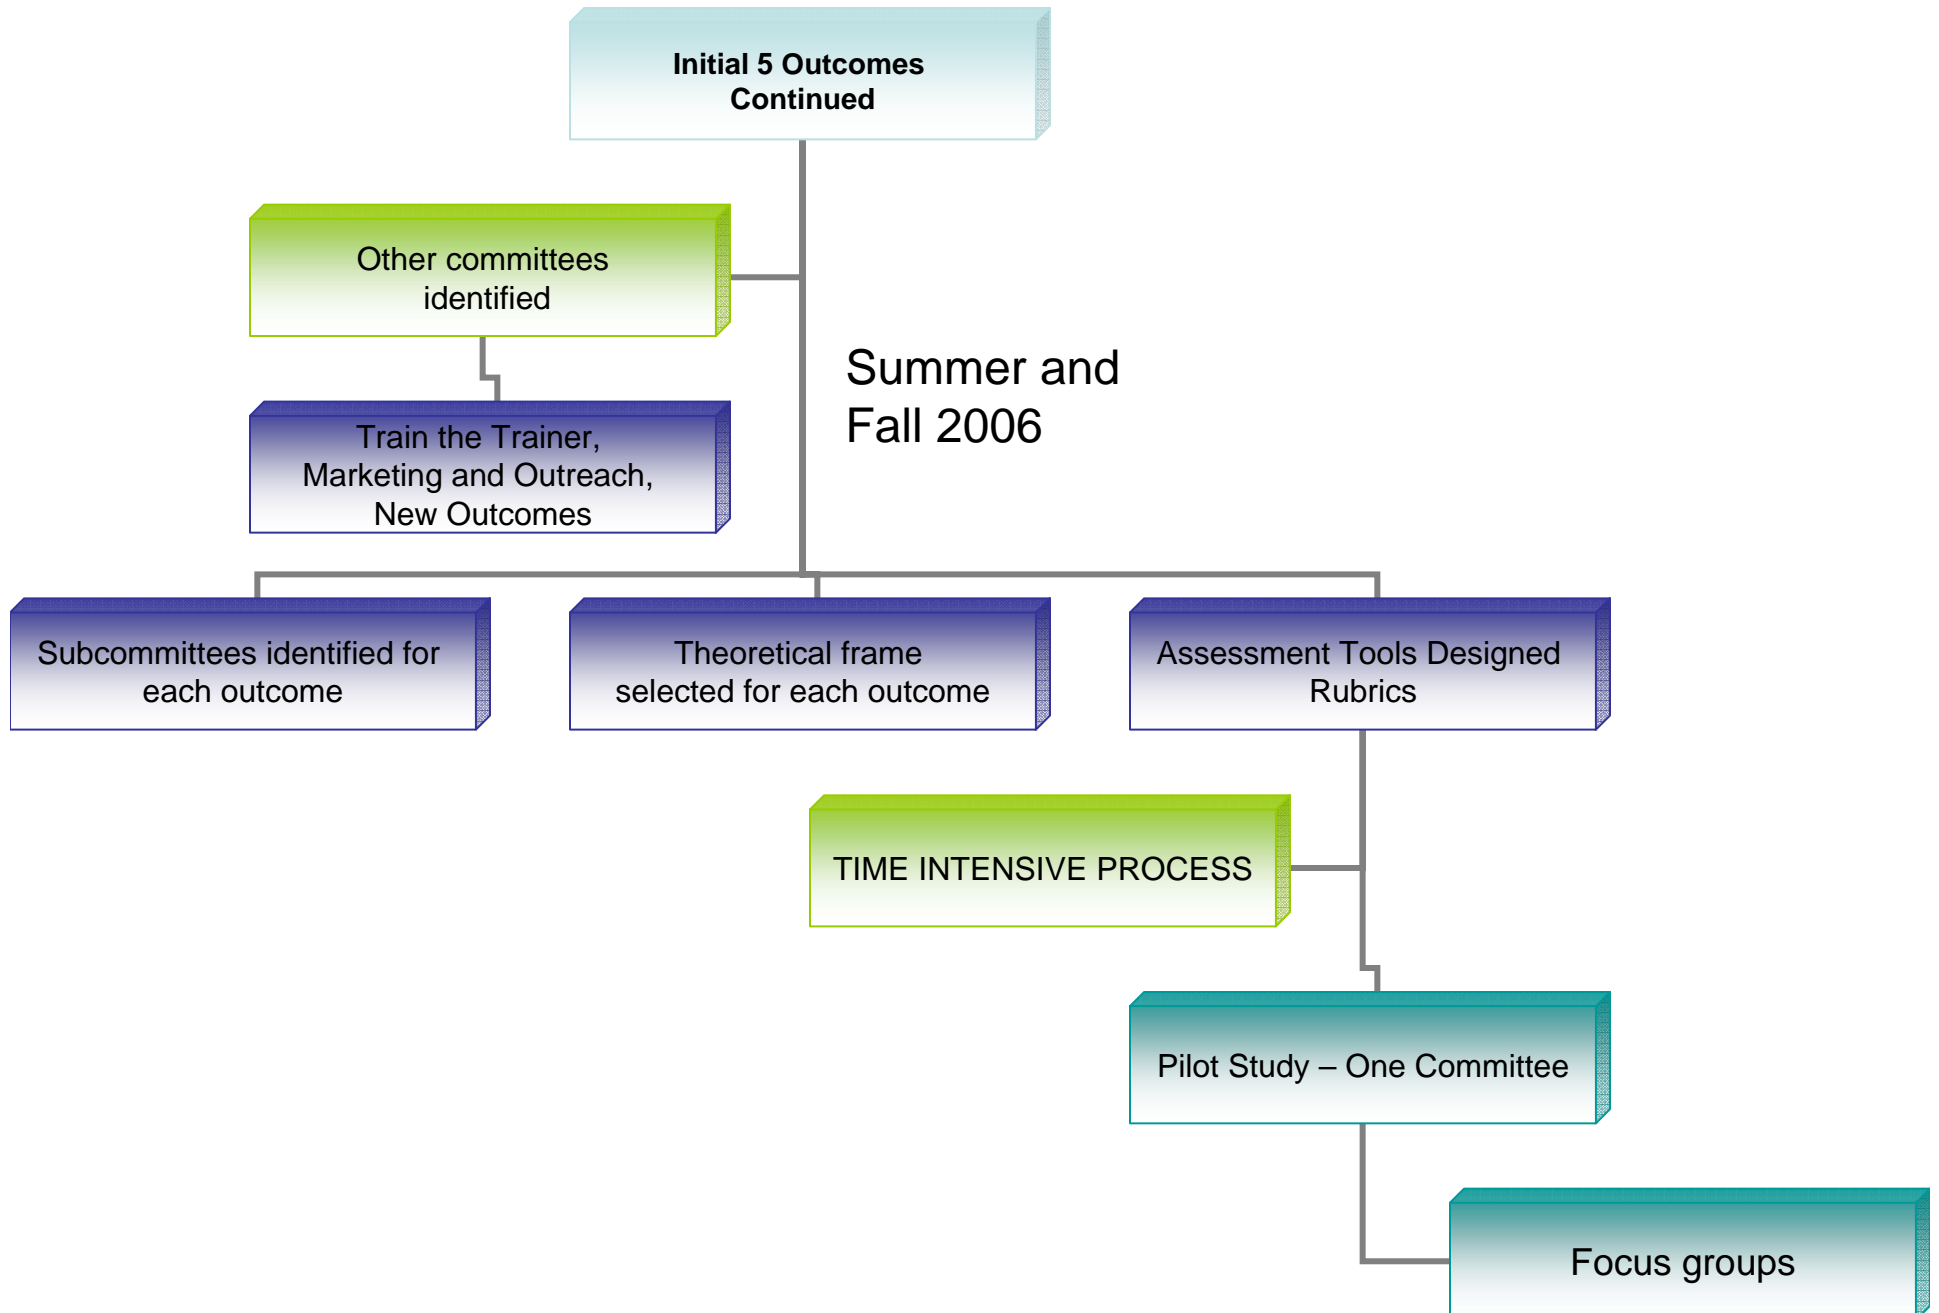 Initial 5 Outcomes
Continued
Other committees
identified
Summer and
Fall 2006
Train the Trainer,
Marketing and Outreach,
New Outcomes
Subcommittees identified for
each outcome
Theoretical frame
selected for each outcome
Assessment Tools Designed
Rubrics
TIME INTENSIVE PROCESS
Pilot Study – One Committee
Focus groups